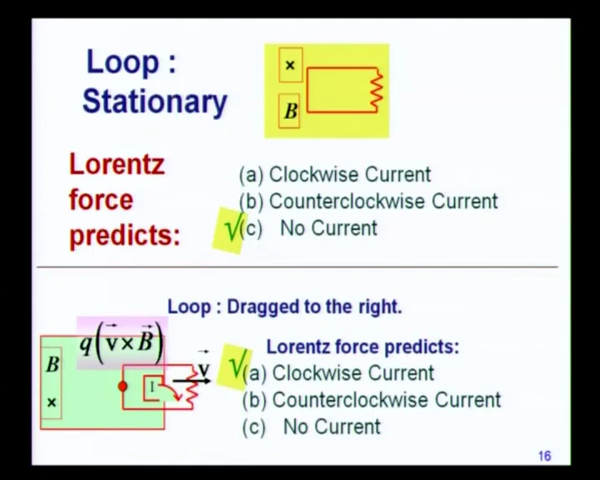 Loop :
Stationary
×
B
Lorentz
force
predicts:
(a) Clockwise Current
(b) Counterclockwise Current
√(c) No Current
Loop : Dragged to the right.
q(v⃗×B⃗)
B
×
I
v⃗
Lorentz force predicts:
√(a) Clockwise Current
(b) Counterclockwise Current
(c) No Current
16